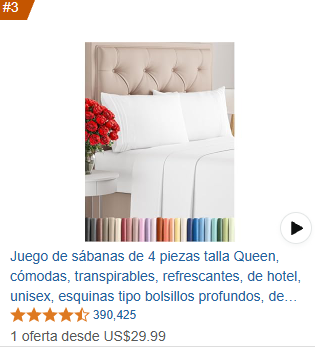 #3
Juego de sábanas de 4 piezas talla Queen,
cómodas, transpirables, refrescantes, de hotel,
unisex, esquinas tipo bolsillos profundos, de...
390,425
1 oferta desde US$29.99